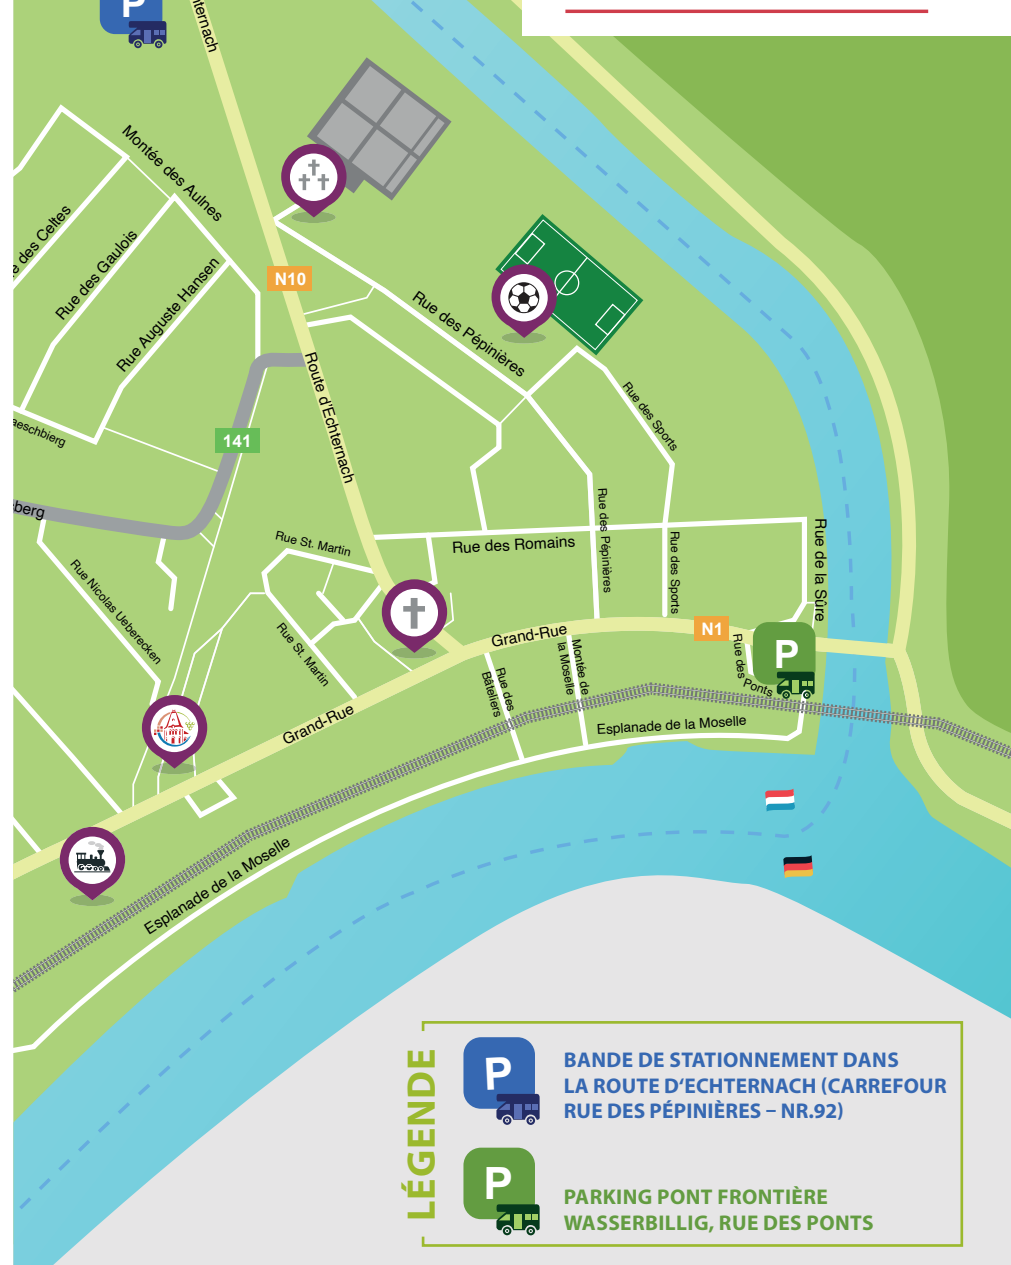 P
Montée des Aulnes
des Celtes
Rue des Gaulois
Rue Auguste Hansen
N10
Rue des Pépinières
Route d'Echternach
Rue des Sports
141
Rue St. Martin
Rue des Romains
Rue des Pépinières
Rue des Sports
Rue de la Sûre
Rue Nicolas Ueberecken
Rue St. Martin
Grand-Rue
N1
Rue des
Ponts
P
Rue des
Bâteliers
Montée de
la Moselle
Grand-Rue
Esplanade de la Moselle
Esplanade de la Moselle
LÉGENDE
P
BANDE DE STATIONNEMENT DANS
LA ROUTE D‘ECHTERNACH (CARREFOUR
RUE DES PÉPINIÈRES – NR.92)
P
PARKING PONT FRONTIÈRE
WASSERBILLIG, RUE DES PONTS